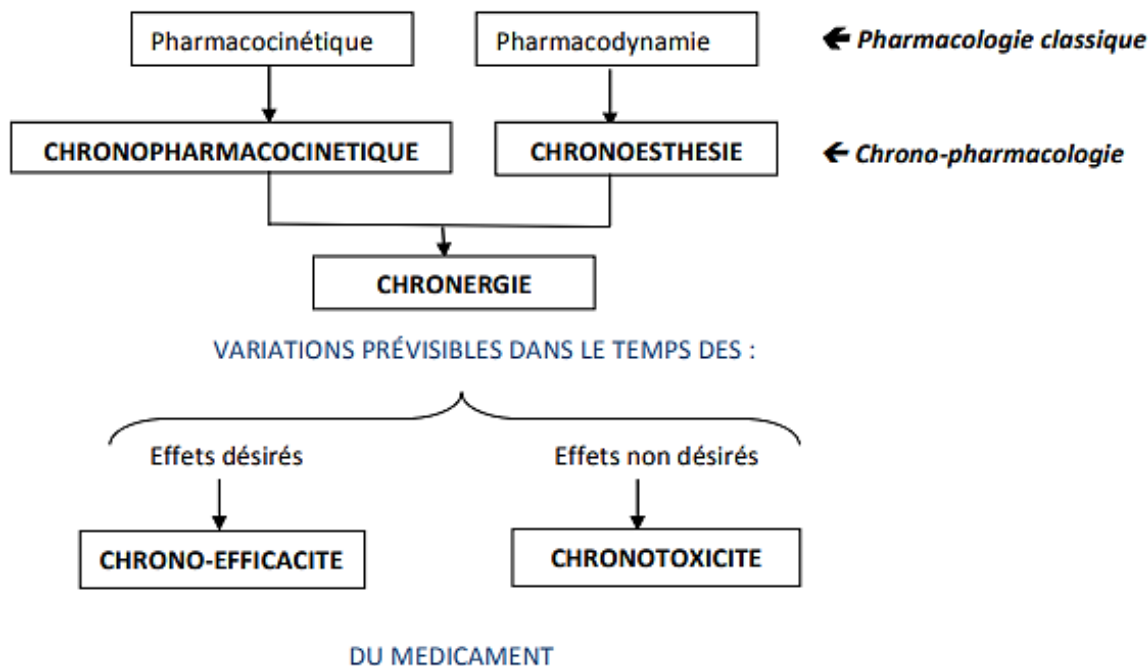 Pharmacocinétique
Pharmacodynamie
🡸 Pharmacologie classique
CHRONOPHARMACOCINETIQUE
CHRONOESTHESIE
🡸 Chrono-pharmacologie
CHRONERGIE
VARIATIONS PRÉVISIBLES DANS LE TEMPS DES :
Effets désirés
Effets non désirés
CHRONO-EFFICACITE
CHRONOTOXICITE
DU MEDICAMENT